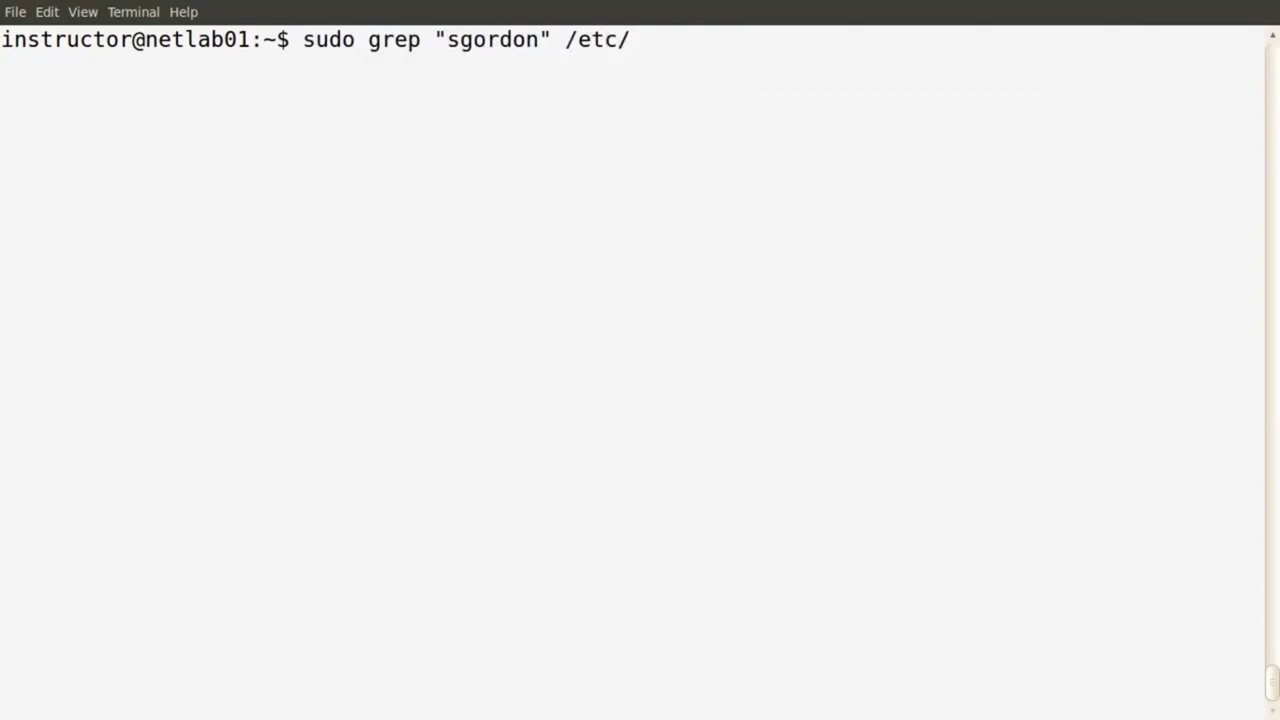 File Edit View Terminal Help
instructor@netlab01:~$ sudo grep "sgordon" /etc/